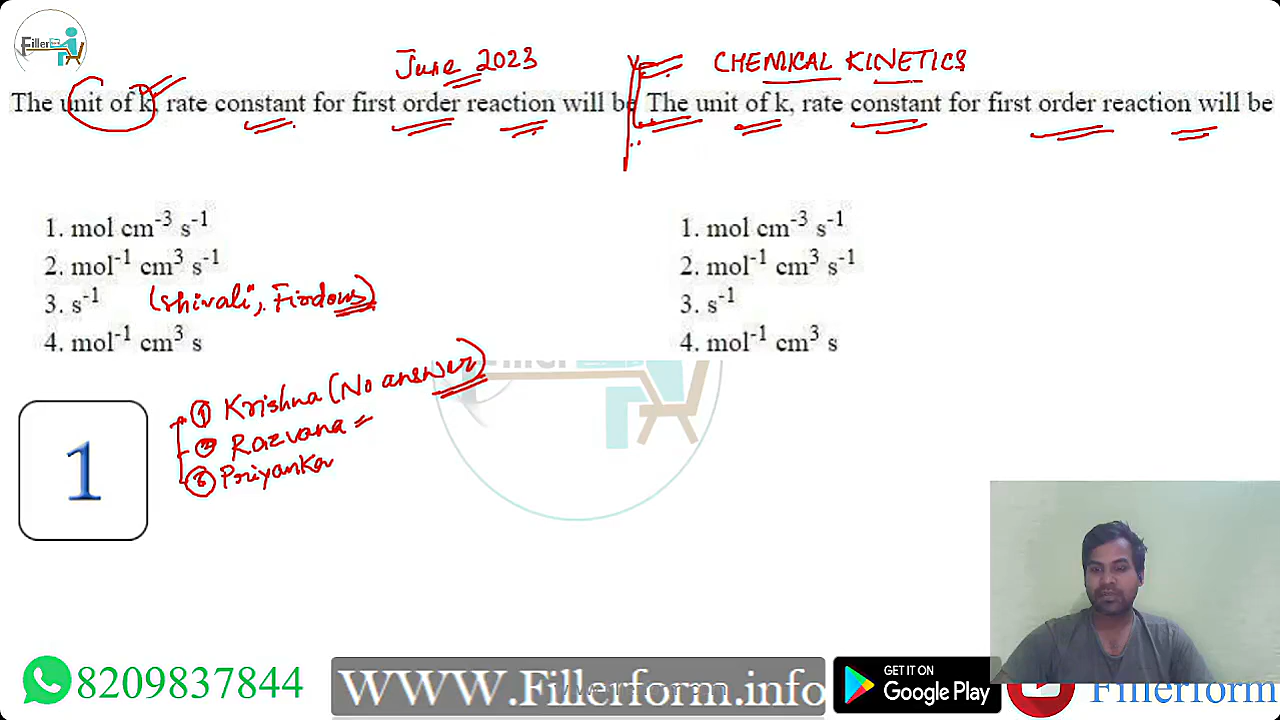 Filler
June 2023
CHEMICAL KINETICS
The unit of k, rate constant for first order reaction will be
The unit of k, rate constant for first order reaction will be
1. mol cm⁻³ s⁻¹
2. mol⁻¹ cm³ s⁻¹
3. s⁻¹ (Shivali, Firdous)
4. mol⁻¹ cm³ s
1. mol cm⁻³ s⁻¹
2. mol⁻¹ cm³ s⁻¹
3. s⁻¹
4. mol⁻¹ cm³ s
① Krishna (No answer)
② Razvana
③ Priyanka
1
8209837844
WWW.Fillerform.info
GET IT ON
Google Play
Fillerform